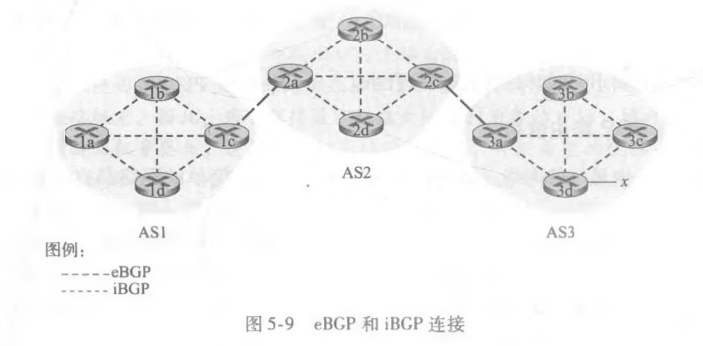 2b
2a
2c
2d
AS2
1b
1a
1c
1d
AS1
3b
3a
3c
3d
x
AS3
图例：
eBGP
iBGP
图 5-9 eBGP 和 iBGP 连接